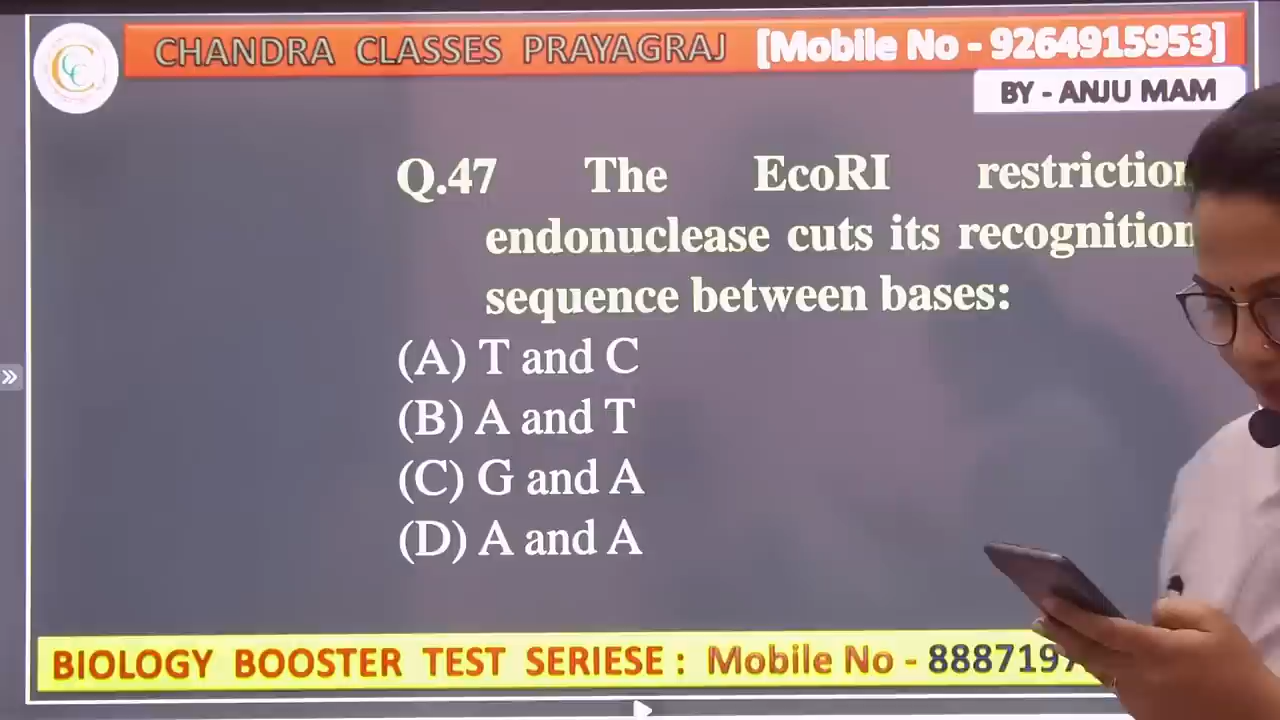 CHANDRA CLASSES PRAYAGRAJ [Mobile No - 9264915953]
BY - ANJU MAM
Q.47 The EcoRI restriction
endonuclease cuts its recognition
sequence between bases:
(A) T and C
(B) A and T
(C) G and A
(D) A and A
BIOLOGY BOOSTER TEST SERIESE : Mobile No -